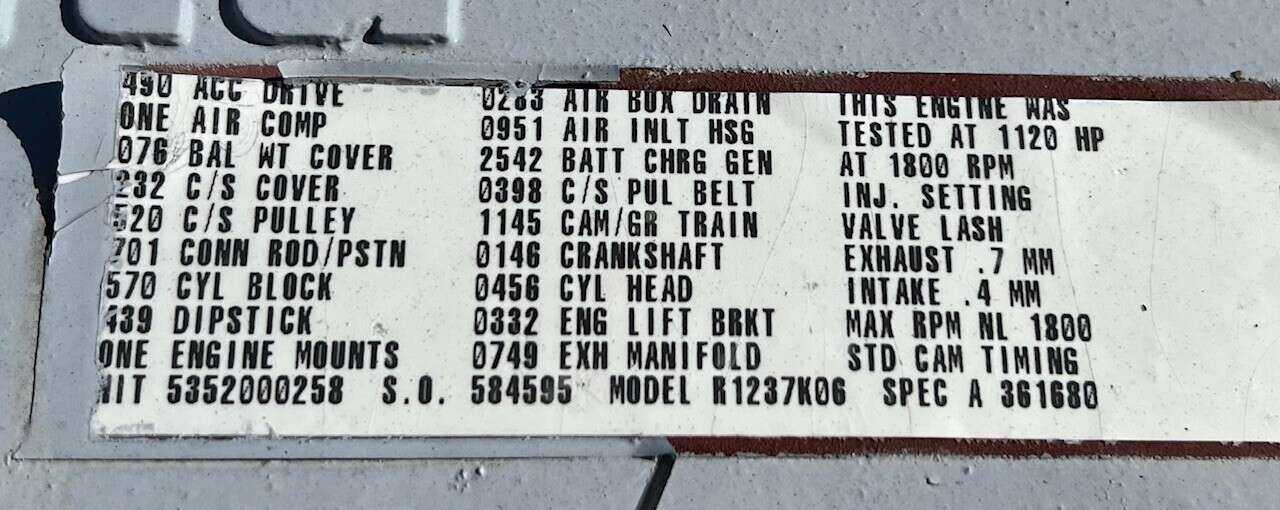 490 ACC DRIVE 0283 AIR BOX DRAIN THIS ENGINE WAS
ONE AIR COMP 0951 AIR INLT HSG TESTED AT 1120 HP
076 BAL WT COVER 2542 BATT CHRG GEN AT 1800 RPM
232 C/S COVER 0398 C/S PUL BELT INJ. SETTING
520 C/S PULLEY 1145 CAM/GR TRAIN VALVE LASH
701 CONN ROD/PSTN 0146 CRANKSHAFT EXHAUST .7 MM
570 CYL BLOCK 0456 CYL HEAD INTAKE .4 MM
439 DIPSTICK 0332 ENG LIFT BRKT MAX RPM NL 1800
ONE ENGINE MOUNTS 0749 EXH MANIFOLD STD CAM TIMING
NIT 5352000258 S.O. 584595 MODEL R1237K06 SPEC A 361680